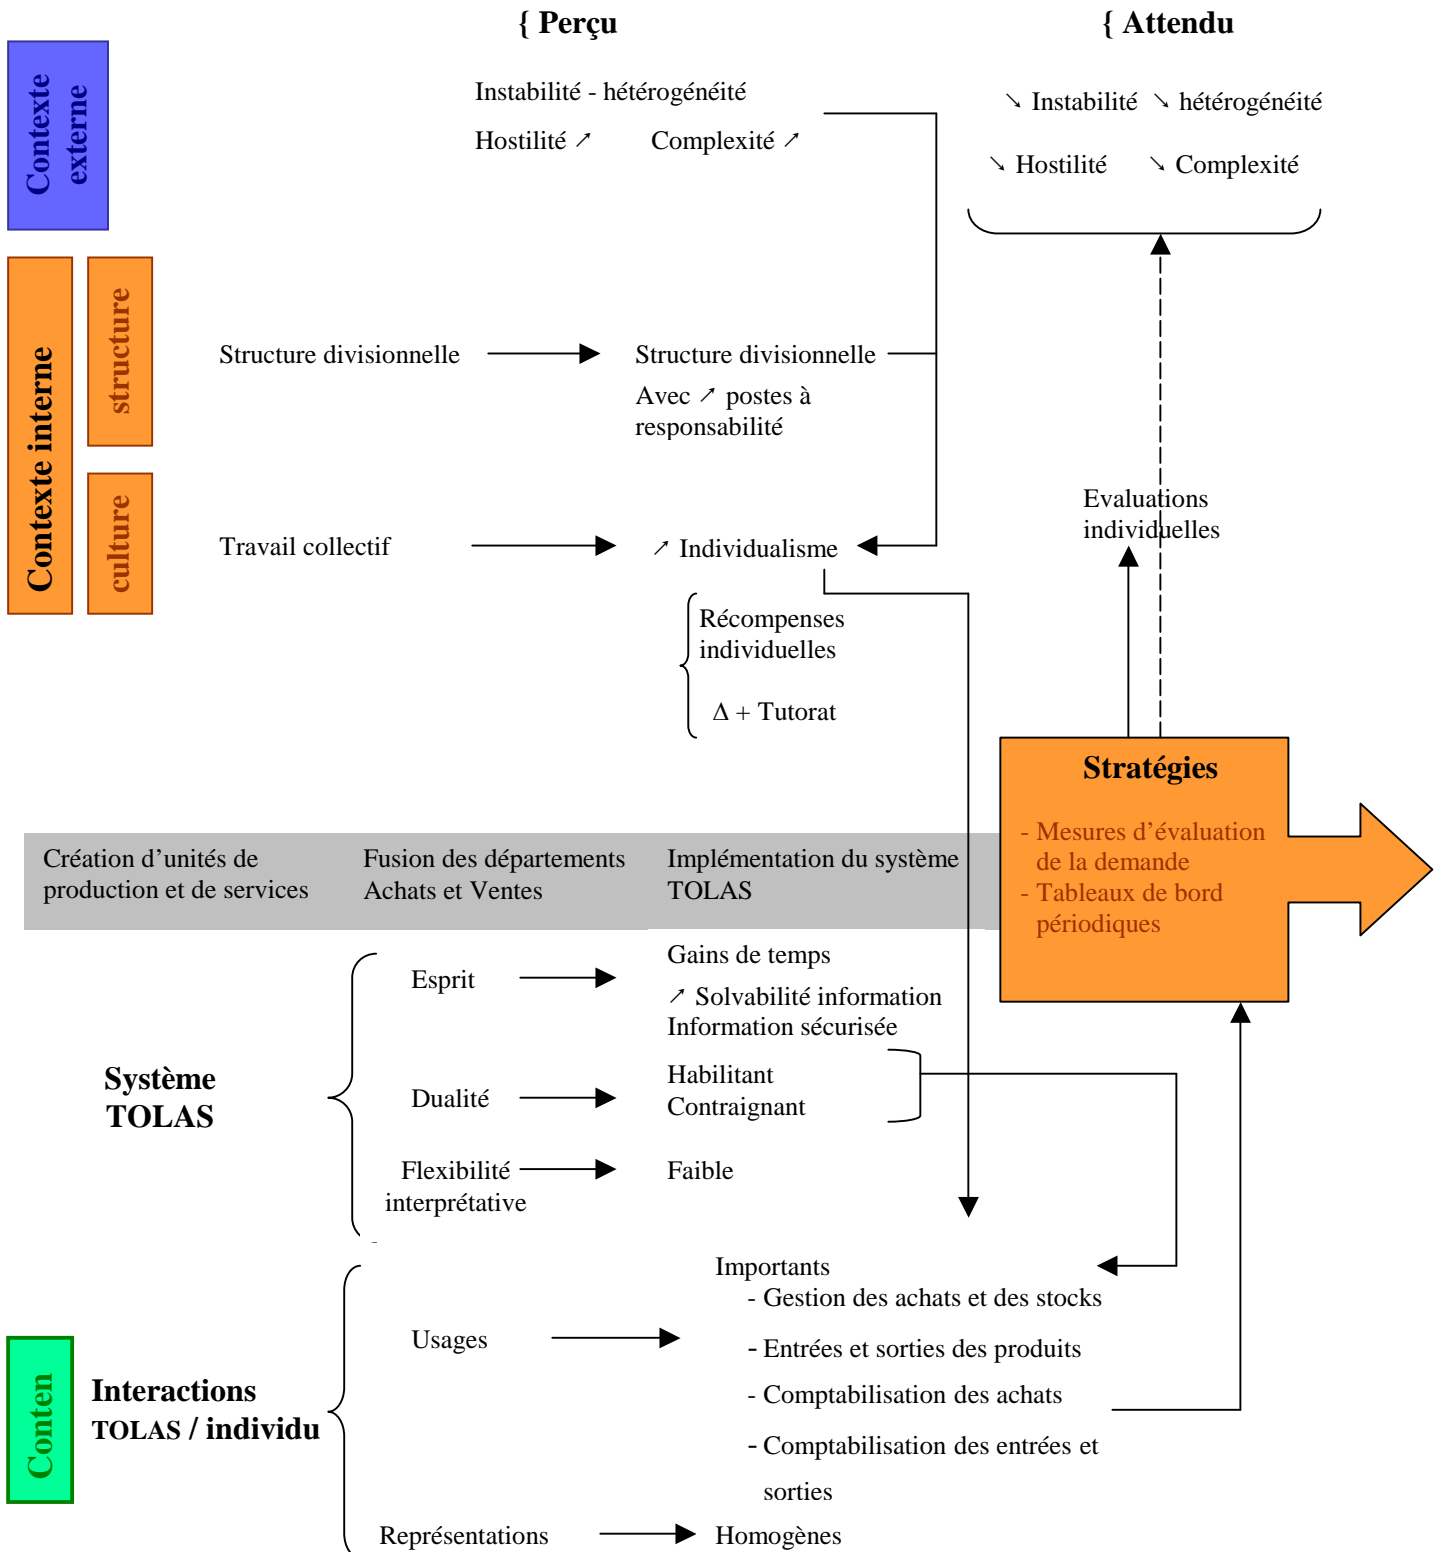 { Perçu
{ Attendu
Contexte
externe
Instabilité - hétérogénéité
Hostilité ↗ Complexité ↗
↘ Instabilité ↘ hétérogénéité
↘ Hostilité ↘ Complexité
Contexte interne
structure
Structure divisionnelle
Structure divisionnelle
Avec ↗ postes à
responsabilité
culture
Travail collectif
↗ Individualisme
Evaluations
individuelles
Récompenses
individuelles
Δ + Tutorat
Stratégies
- Mesures d’évaluation
de la demande
- Tableaux de bord
périodiques
Création d’unités de
production et de services
Fusion des départements
Achats et Ventes
Implémentation du système
TOLAS
Système
TOLAS
Esprit
Gains de temps
↗ Solvabilité information
Information sécurisée
Dualité
Habilitant
Contraignant
Flexibilité
interprétative
Faible
Conten
Interactions
TOLAS / individu
Usages
Importants
- Gestion des achats et des stocks
- Entrées et sorties des produits
- Comptabilisation des achats
- Comptabilisation des entrées et
sorties
Représentations
Homogènes